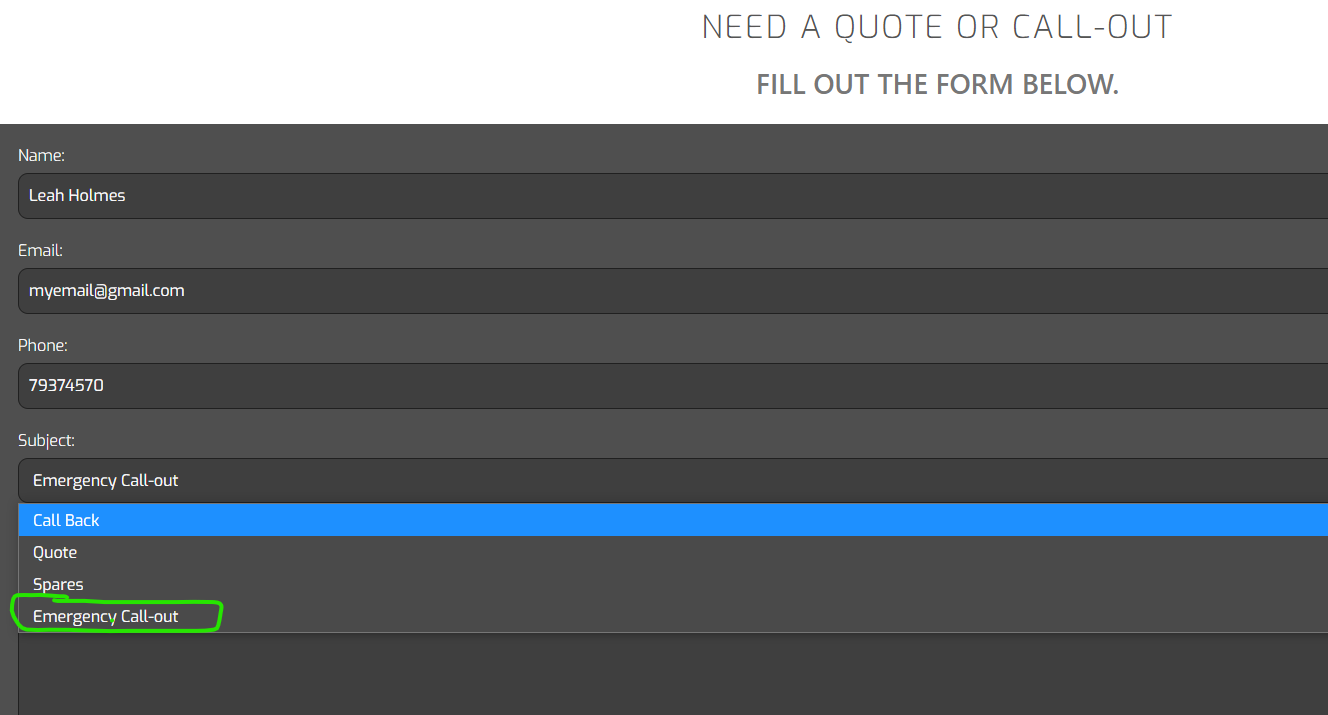 NEED A QUOTE OR CALL-OUT
FILL OUT THE FORM BELOW.
Name:
Leah Holmes
Email:
myemail@gmail.com
Phone:
79374570
Subject:
Emergency Call-out
Call Back
Quote
Spares
Emergency Call-out